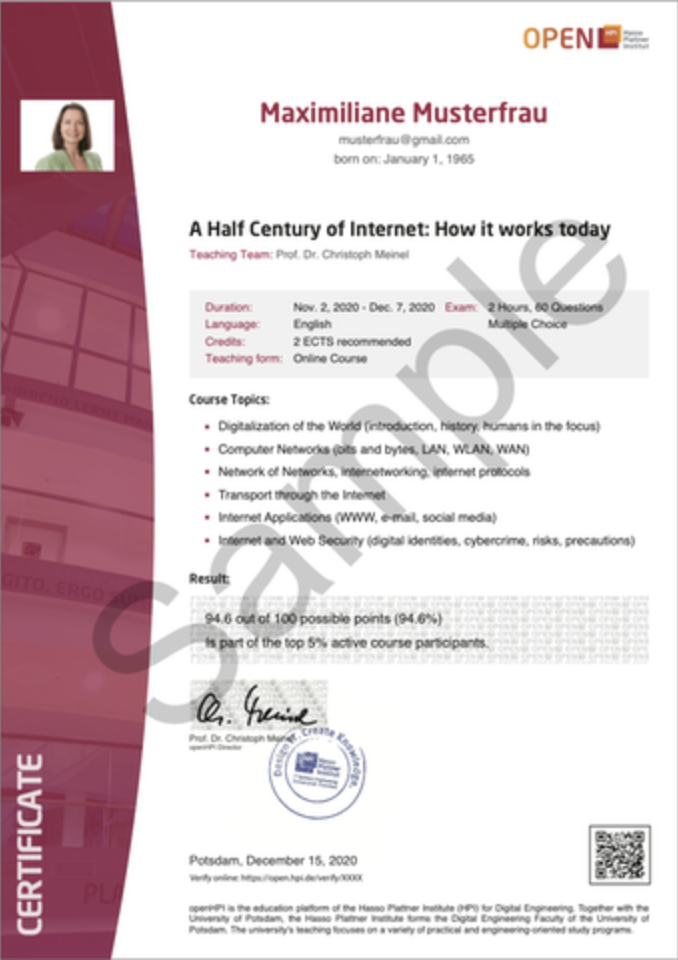 OPEN HPI Hasso Plattner Institut
Maximiliane Musterfrau
musterfrau@gmail.com
born on: January 1, 1965
A Half Century of Internet: How it works today
Teaching Team: Prof. Dr. Christoph Meinel
Duration: Nov. 2, 2020 - Dec. 7, 2020 Exam: 2 Hours, 60 Questions
Language: English Multiple Choice
Credits: 2 ECTS recommended
Teaching form: Online Course
Course Topics:
Digitalization of the World (introduction, history, humans in the focus)
Computer Networks (bits and bytes, LAN, WLAN, WAN)
Network of Networks, Internetworking, internet protocols
Transport through the Internet
Internet Applications (WWW, e-mail, social media)
Internet and Web Security (digital identities, cybercrime, risks, precautions)
Result:
94.6 out of 100 possible points (94.6%)
Is part of the top 5% active course participants.
Ch. Meinel
Prof. Dr. Christoph Meinel
openHPI Director
Design IT. Create Knowledge.
Hasso Plattner Institut
Potsdam, December 15, 2020
Verify online: https://open.hpi.de/verify/XXXX
openHPI is the education platform of the Hasso Plattner Institute (HPI) for Digital Engineering. Together with the
University of Potsdam, the Hasso Plattner Institute forms the Digital Engineering Faculty of the University of
Potsdam. The university's teaching focuses on a variety of practical and engineering-oriented study programs.
CERTIFICATE
Sample